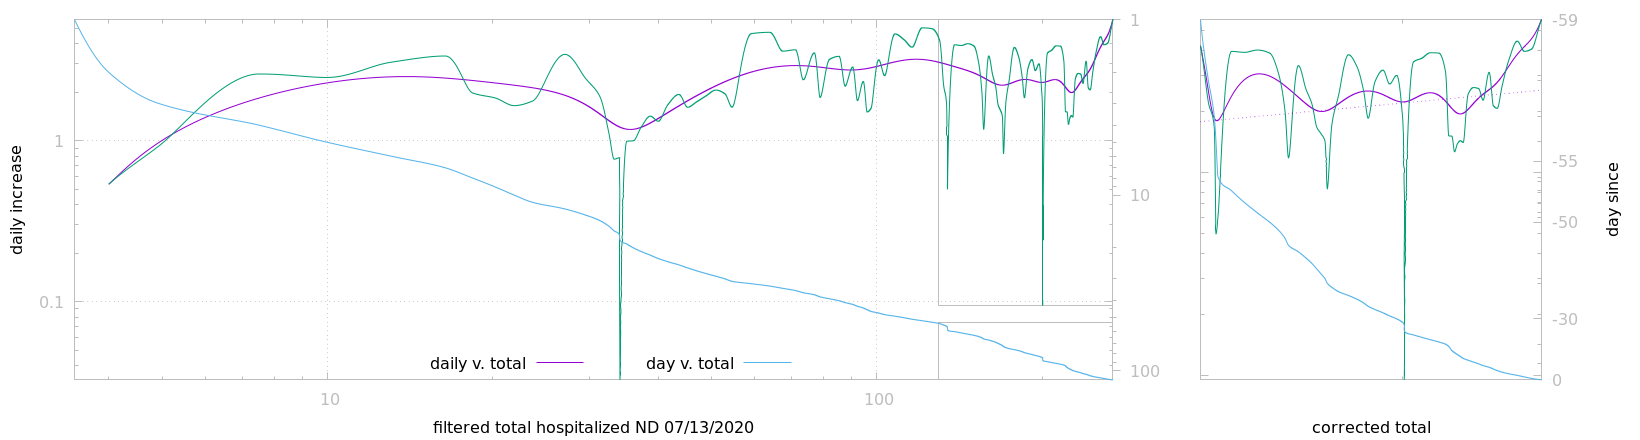 daily increase
1
0.1
10
100
daily v. total
day v. total
filtered total hospitalized ND 07/13/2020
1
10
100
-59
-55
-50
-30
0
day since
corrected total